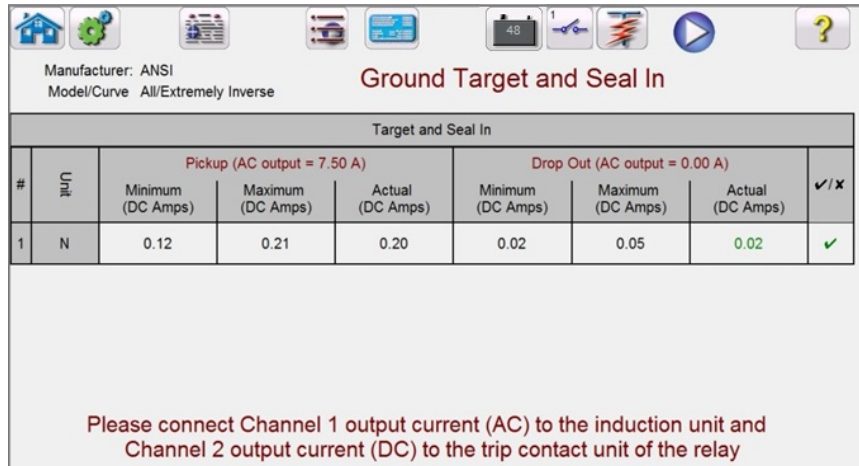 48
1
?
Manufacturer: ANSI
Model/Curve All/Extremely Inverse
Ground Target and Seal In
Target and Seal In
#
Unit
Pickup (AC output = 7.50 A)
Drop Out (AC output = 0.00 A)
✔/✘
Minimum (DC Amps)
Maximum (DC Amps)
Actual (DC Amps)
Minimum (DC Amps)
Maximum (DC Amps)
Actual (DC Amps)
1 N 0.12 0.21 0.20 0.02 0.05 0.02 ✔
Please connect Channel 1 output current (AC) to the induction unit and
Channel 2 output current (DC) to the trip contact unit of the relay